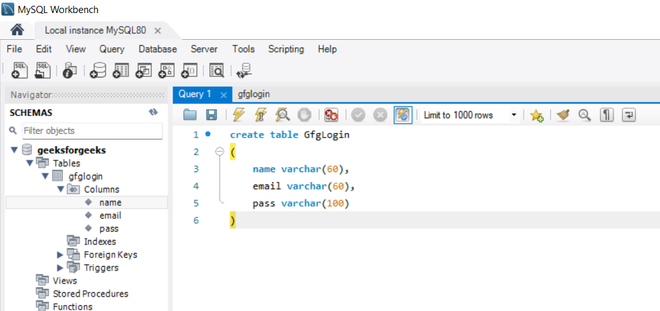 MySQL Workbench
Local instance MySQL80 ×
File Edit View Query Database Server Tools Scripting Help
Navigator
SCHEMAS
Filter objects
geeksforgeeks
Tables
gfglogin
Columns
name
email
pass
Indexes
Foreign Keys
Triggers
Views
Stored Procedures
Functions
Query 1 × gfglogin
Limit to 1000 rows
1 create table GfgLogin
2 (
3 name varchar(60),
4 email varchar(60),
5 pass varchar(100)
6 )